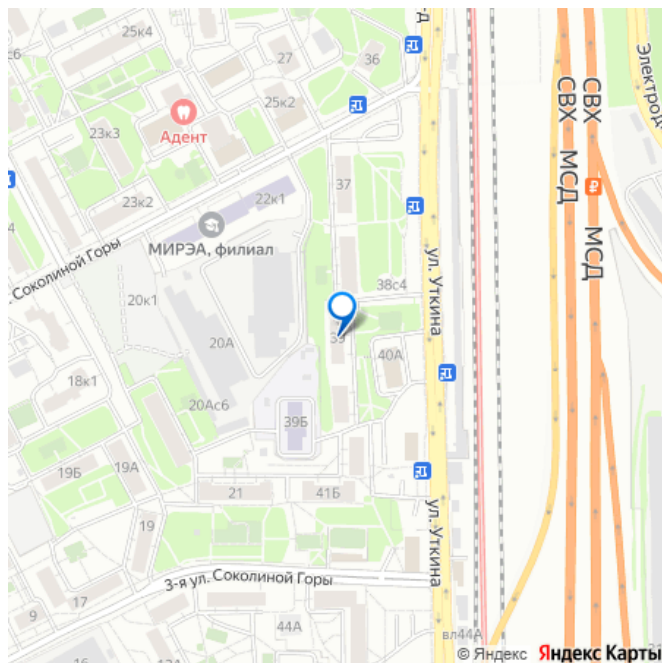 25к4
27
36
-д
25к2
Адент
23к3
37
23к2
22к1
МИРЭА, филиал
Соколиной Горы
20к1
38с4
ул. Уткина
39
40А
20А
18к1
20Ас6
39Б
19А
19Б
21
41Б
19
ул. Уткина
3-я ул. Соколиной Горы
9
17
44А
16
вл44А
СВХ
СВХ
МСД
МСД
₽
Электрод
© Яндекс Яндекс Карты